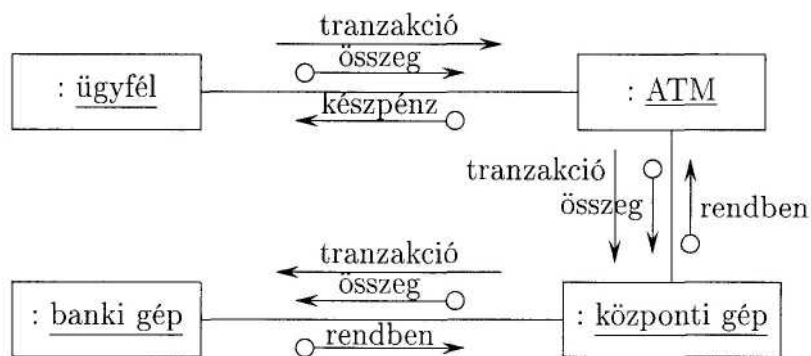 tranzakció
összeg
: ügyfél
: ATM
készpénz
tranzakció
összeg
rendben
tranzakció
összeg
: banki gép
: központi gép
rendben